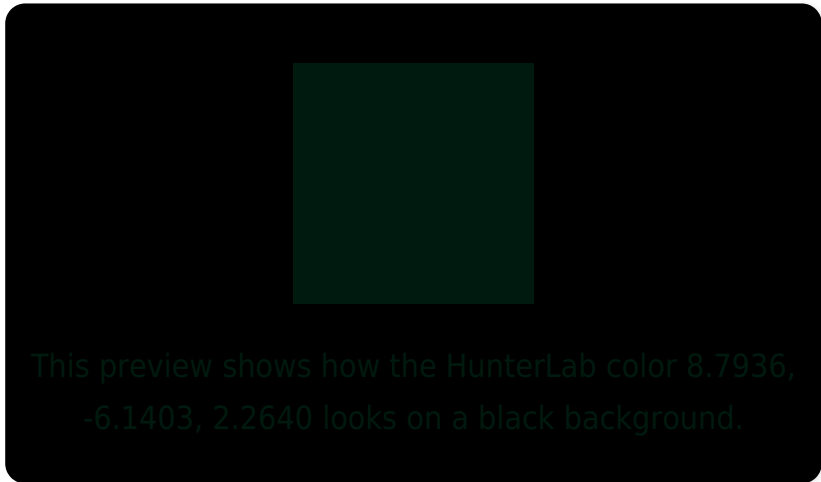 This preview shows how the HunterLab color 8.7936,
-6.1403, 2.2640 looks on a black background.